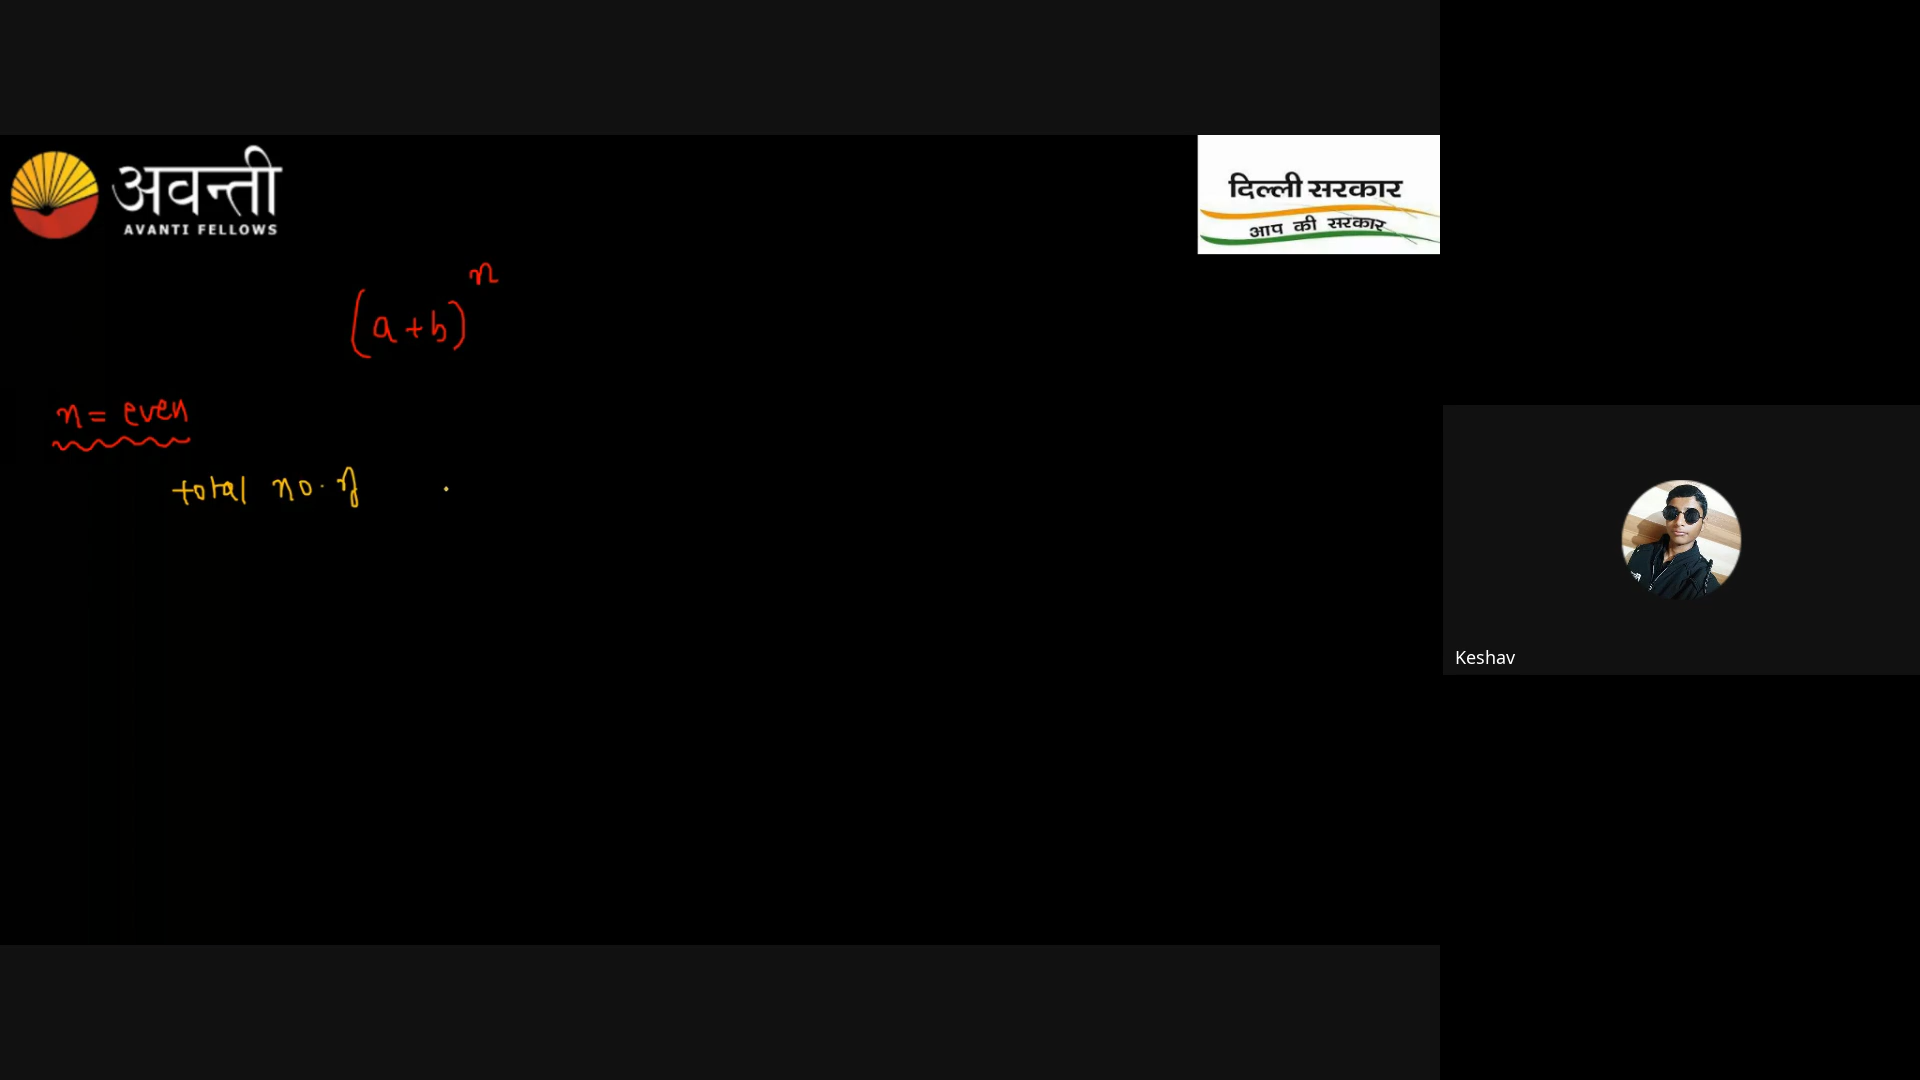 अवन्ती
AVANTI FELLOWS
दिल्ली सरकार
आप की सरकार
(a+b)^n
n = even
total no. of
Keshav